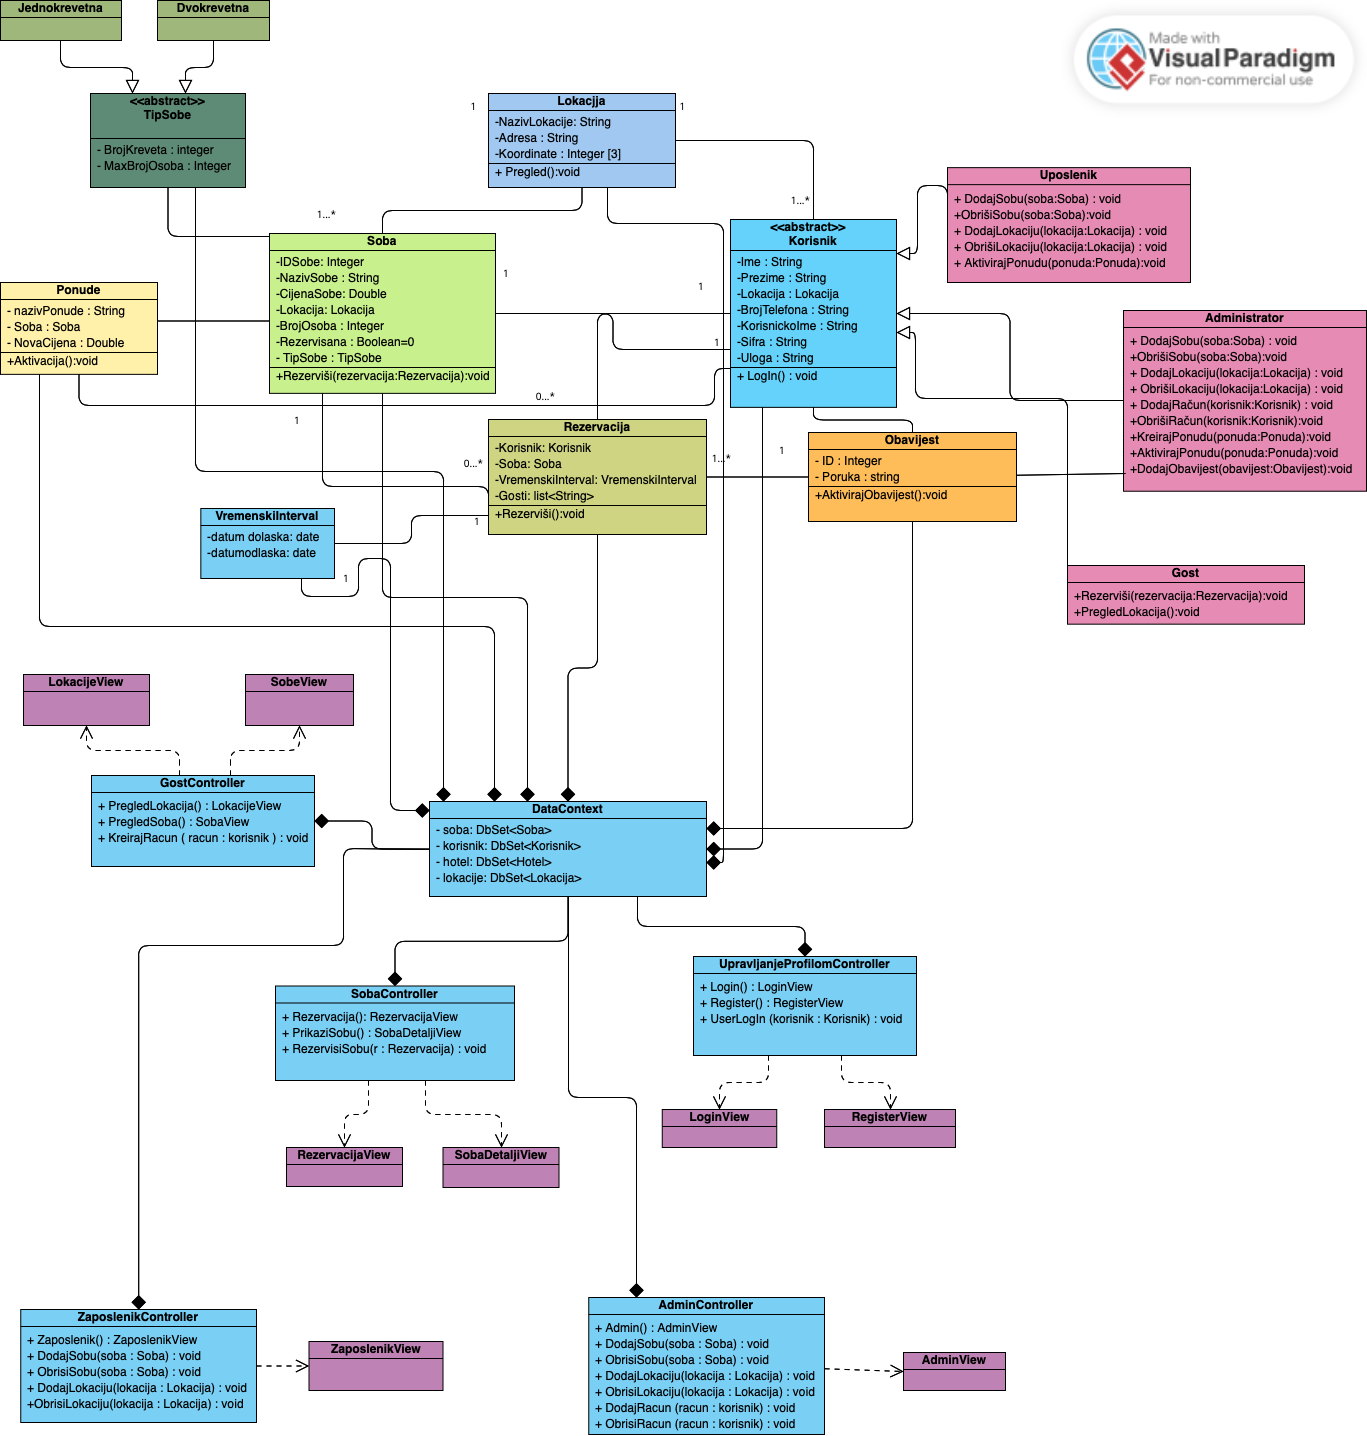 Jednokrevetna
Dvokrevetna
Made with
Visual Paradigm
For non-commercial use
<<abstract>>
TipSobe
- BrojKreveta : integer
- MaxBrojOsoba : Integer
1
Lokacjja
-NazivLokacije: String
-Adresa : String
-Koordinate : Integer [3]
+ Pregled():void
1
1...*
1...*
Uposlenik
+ DodajSobu(soba:Soba) : void
+ObrišiSobu(soba:Soba):void
+ DodajLokaciju(lokacija:Lokacija) : void
+ ObrišiLokaciju(lokacija:Lokacija) : void
+ AktivirajPonudu(ponuda:Ponuda):void
Soba
-IDSobe: Integer
-NazivSobe : String
-CijenaSobe: Double
-Lokacija: Lokacija
-BrojOsoba : Integer
-Rezervisana : Boolean=0
- TipSobe : TipSobe
+Rezerviši(rezervacija:Rezervacija):void
1
1
1
<<abstract>>
Korisnik
-Ime : String
-Prezime : String
-Lokacija : Lokacija
-BrojTelefona : String
-KorisnickoIme : String
-Sifra : String
-Uloga : String
+ LogIn() : void
Ponude
- nazivPonude : String
- Soba : Soba
- NovaCijena : Double
+Aktivacija():void
Administrator
+ DodajSobu(soba:Soba) : void
+ObrišiSobu(soba:Soba):void
+ DodajLokaciju(lokacija:Lokacija) : void
+ ObrišiLokaciju(lokacija:Lokacija) : void
+ DodajRačun(korisnik:Korisnik) : void
+ObrišiRačun(korisnik:Korisnik):void
+KreirajPonudu(ponuda:Ponuda):void
+AktivirajPonudu(ponuda:Ponuda):void
+DodajObavijest(obavijest:Obavijest):void
0...*
1
Rezervacija
-Korisnik: Korisnik
-Soba: Soba
-VremenskiInterval: VremenskiInterval
-Gosti: list<String>
+Rezerviši():void
0...*
1...*
1
1
Obavijest
- ID : Integer
- Poruka : string
+AktivirajObavijest():void
VremenskiInterval
-datum dolaska: date
-datumodlaska: date
1
Gost
+Rezerviši(rezervacija:Rezervacija):void
+PregledLokacija():void
LokacijeView
SobeView
GostController
+ PregledLokacija() : LokacijeView
+ PregledSoba() : SobaView
+ KreirajRacun ( racun : korisnik ) : void
DataContext
- soba: DbSet<Soba>
- korisnik: DbSet<Korisnik>
- hotel: DbSet<Hotel>
- lokacije: DbSet<Lokacija>
SobaController
+ Rezervacija(): RezervacijaView
+ PrikaziSobu() : SobaDetaljiView
+ RezervisiSobu(r : Rezervacija) : void
UpravljanjeProfilomController
+ Login() : LoginView
+ Register() : RegisterView
+ UserLogIn (korisnik : Korisnik) : void
LoginView
RegisterView
RezervacijaView
SobaDetaljiView
ZaposlenikController
+ Zaposlenik() : ZaposlenikView
+ DodajSobu(soba : Soba) : void
+ ObrisiSobu(soba : Soba) : void
+ DodajLokaciju(lokacija : Lokacija) : void
+ObrisiLokaciju(lokacija : Lokacija) : void
ZaposlenikView
AdminController
+ Admin() : AdminView
+ DodajSobu(soba : Soba) : void
+ ObrisiSobu(soba : Soba) : void
+ DodajLokaciju(lokacija : Lokacija) : void
+ ObrisiLokaciju(lokacija : Lokacija) : void
+ DodajRacun (racun : korisnik) : void
+ ObrisiRacun (racun : korisnik) : void
AdminView